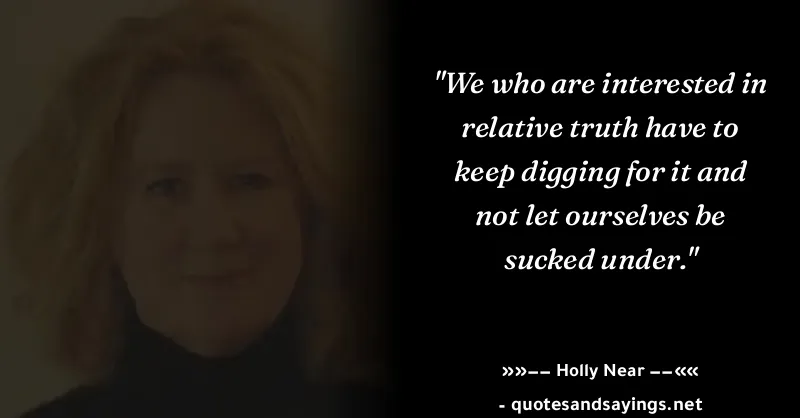 "We who are interested in
relative truth have to
keep digging for it and
not let ourselves be
sucked under."
»»−− Holly Near −−««
- quotesandsayings.net